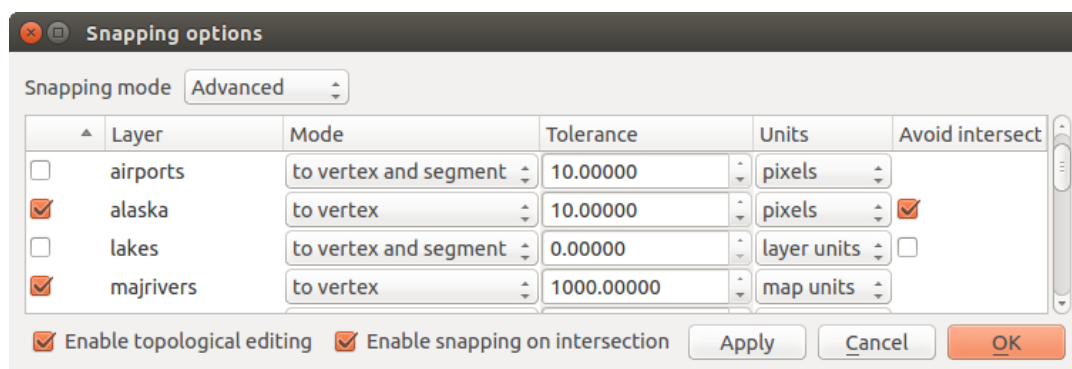 Snapping options
Snapping mode Advanced
Layer Mode Tolerance Units Avoid intersect
airports to vertex and segment 10.00000 pixels
alaska to vertex 10.00000 pixels
lakes to vertex and segment 0.00000 layer units
majrivers to vertex 1000.00000 map units
Enable topological editing Enable snapping on intersection Apply Cancel OK